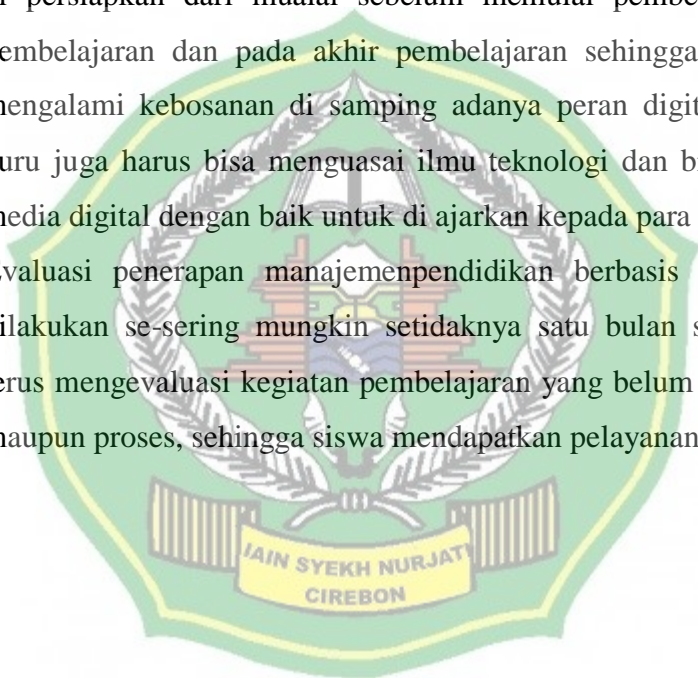 i persiapkan dari mualai sebelum memulai pembe
embelajaran dan pada akhir pembelajaran sehingga
mengalami kebosanan di samping adanya peran digit
uru juga harus bisa menguasai ilmu teknologi dan b
media digital dengan baik untuk di ajarkan kepada para
valuasi penerapan manajemenpendidikan berbasis
ilakukan se-sering mungkin setidaknya satu bulan s
erus mengevaluasi kegiatan pembelajaran yang belum
maupun proses, sehingga siswa mendapatkan pelayanan
IAIN SYEKH NURJATI
CIREBON